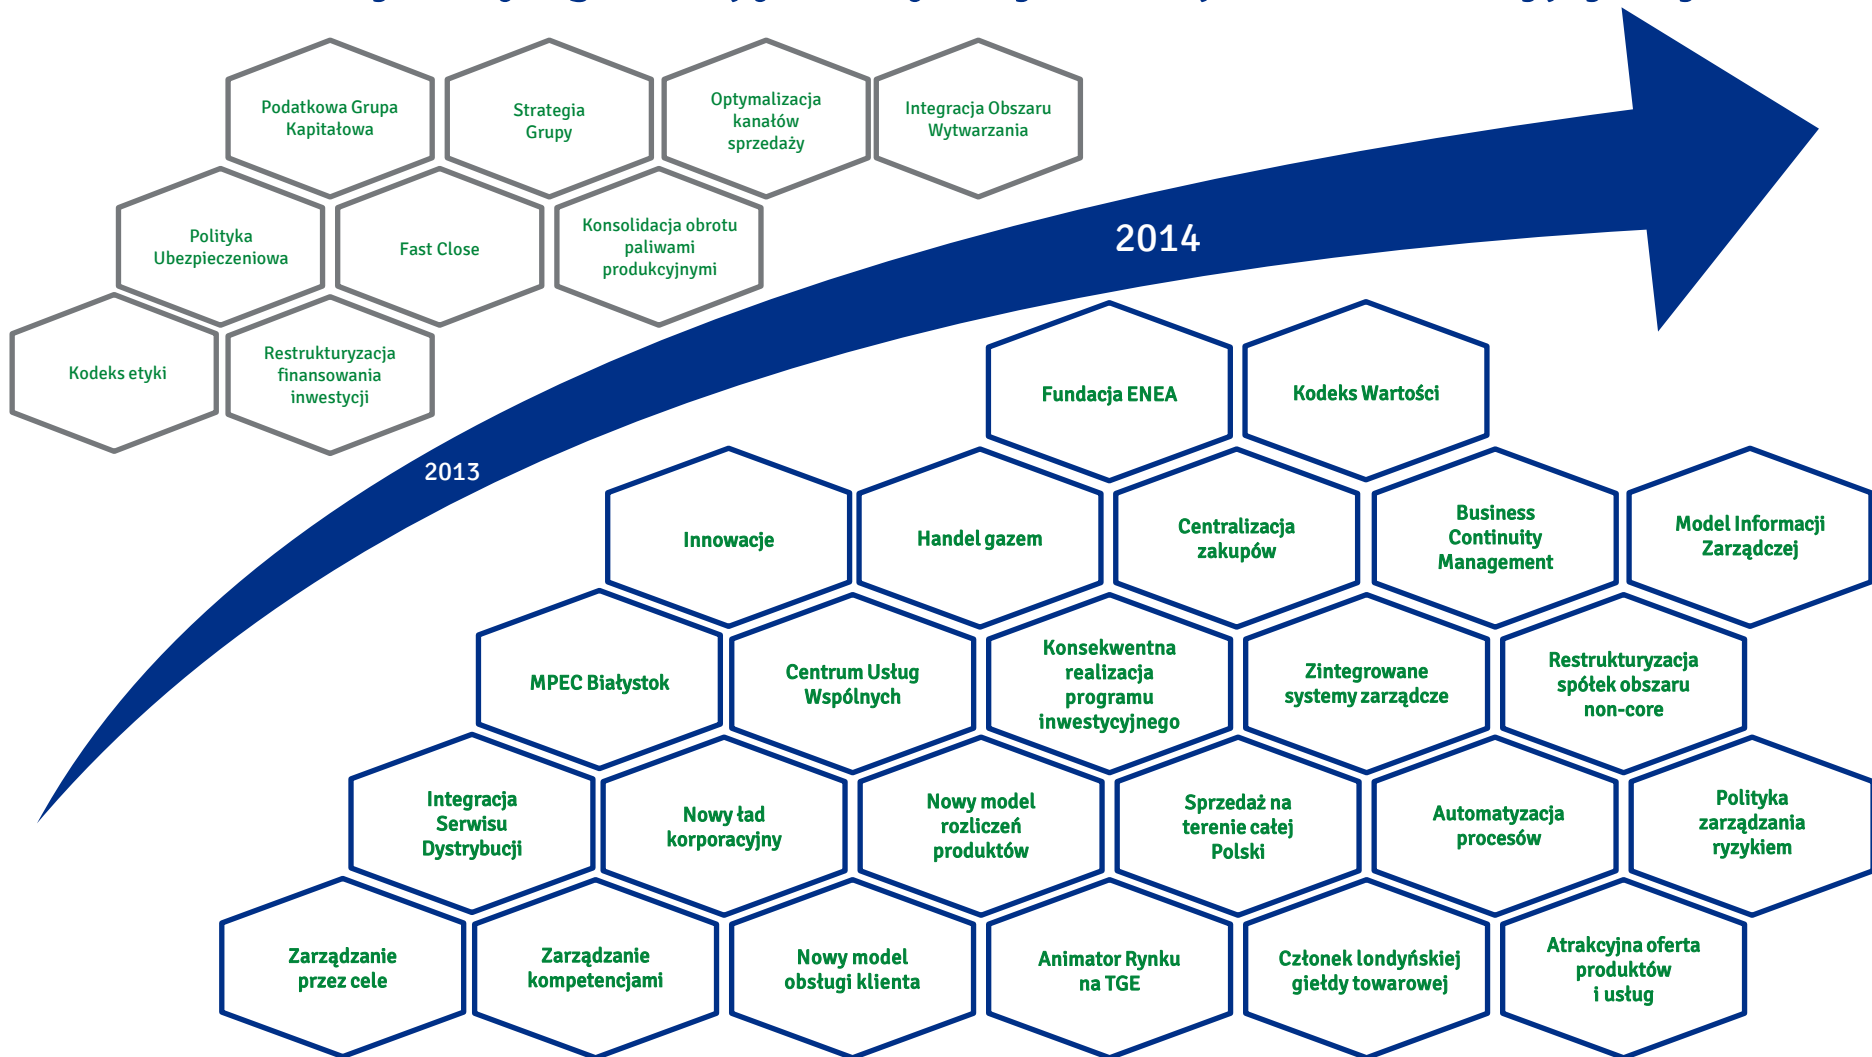 Podatkowa Grupa
Kapitałowa
Strategia
Grupy
Optymalizacja
kanałów
sprzedaży
Integracja Obszaru
Wytwarzania
Polityka
Ubezpieczeniowa
Fast Close
Konsolidacja obrotu
paliwami
produkcyjnymi
2014
Kodeks etyki
Restrukturyzacja
finansowania
inwestycji
2013
Fundacja ENEA
Kodeks Wartości
Innowacje
Handel gazem
Centralizacja
zakupów
Business
Continuity
Management
Model Informacji
Zarządczej
MPEC Białystok
Centrum Usług
Wspólnych
Konsekwentna
realizacja
programu
inwestycyjnego
Zintegrowane
systemy zarządcze
Restrukturyzacja
spółek obszaru
non-core
Integracja
Serwisu
Dystrybucji
Nowy ład
korporacyjny
Nowy model
rozliczeń
produktów
Sprzedaż na
terenie całej
Polski
Automatyzacja
procesów
Polityka
zarządzania
ryzykiem
Zarządzanie
przez cele
Zarządzanie
kompetencjami
Nowy model
obsługi klienta
Animator Rynku
na TGE
Członek londyńskiej
giełdy towarowej
Atrakcyjna oferta
produktów
i usług